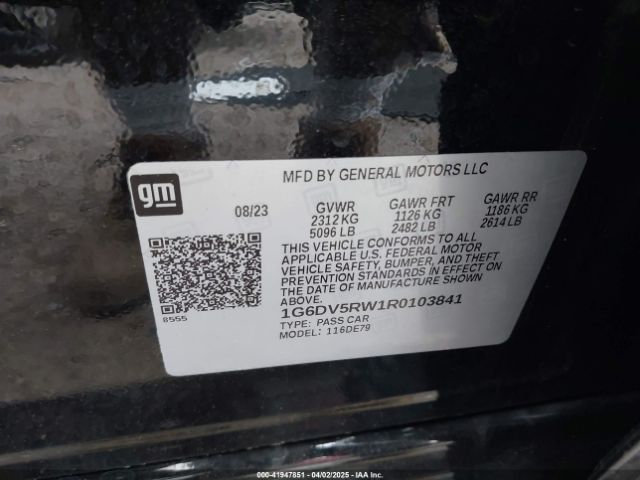 gm
MFD BY GENERAL MOTORS LLC
08/23 GVWR GAWR FRT GAWR RR
2312 KG 1126 KG 1186 KG
5096 LB 2482 LB 2614 LB
THIS VEHICLE CONFORMS TO ALL
APPLICABLE U.S. FEDERAL MOTOR
VEHICLE SAFETY, BUMPER, AND THEFT
PREVENTION STANDARDS IN EFFECT ON
THE DATE OF MANUFACTURE SHOWN
ABOVE.
1G6DV5RW1R0103841
TYPE: PASS CAR
MODEL: 116DE79
8555
000-41947851 - 04/02/2025 - IAA, Inc.